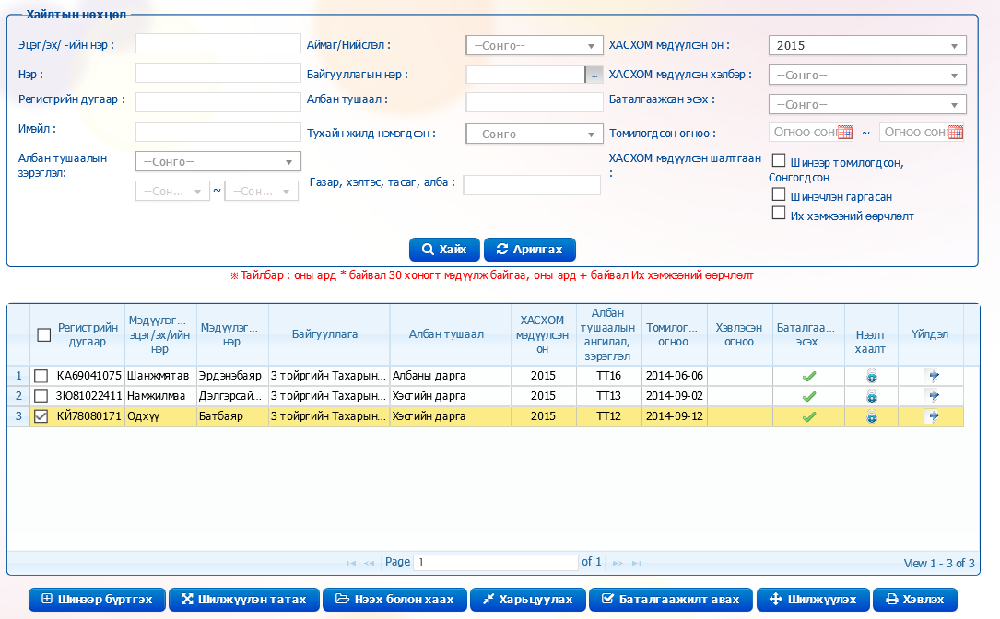 Хайлтын нөхцөл
Эцэг/эх/ -ийн нэр : Аймаг/Нийслэл : --Сонго-- ХАСХОМ мэдүүлсэн он : 2015
Нэр : Байгууллагын нэр : ... ХАСХОМ мэдүүлсэн хэлбэр : --Сонго--
Регистрийн дугаар : Албан тушаал : Баталгаажсан эсэх : --Сонго--
Имэйл : Тухайн жилд нэмэгдсэн : --Сонго-- Томилогдсон огноо : Огноо сонг ~ Огноо сонг
Албан тушаалын зэрэглэл: --Сонго-- ХАСХОМ мэдүүлсэн шалтгаан : Шинээр томилогдсон, Сонгогдсон
--Сон... ~ --Сон... Газар, хэлтэс, тасаг, алба : Шинэчлэн гаргасан
Их хэмжээний өөрчлөлт
Хайх Арилгах
※ Тайлбар : оны ард * байвал 30 хоногт мэдүүлж байгаа, оны ард + байвал Их хэмжээний өөрчлөлт
Регистрийн дугаар Мэдүүлэг... эцэг/эх/ийн нэр Мэдүүлэг... нэр Байгууллага Албан тушаал ХАСХОМ мэдүүлсэн он Албан тушаалын ангилал, зэрэглэл Томилог... огноо Хэвлэсэн огноо Баталгаа... эсэх Нээлт хаалт Үйлдэл
1 КА69041075 Шанжмятав Эрдэнэбаяр 3 тойргийн Тахарын... Албаны дарга 2015 ТТ16 2014-06-06
2 ЗЮ81022411 Намжилмаа Дэлгэрсай... 3 тойргийн Тахарын... Хэсгийн дарга 2015 ТТ13 2014-09-02
3 КЙ78080171 Одхүү Батбаяр 3 тойргийн Тахарын... Хэсгийн дарга 2015 ТТ12 2014-09-12
Page 1 of 1 View 1 - 3 of 3
Шинээр бүртгэх Шилжүүлэн татах Нээх болон хаах Харьцуулах Баталгаажилт авах Шилжүүлэх Хэвлэх